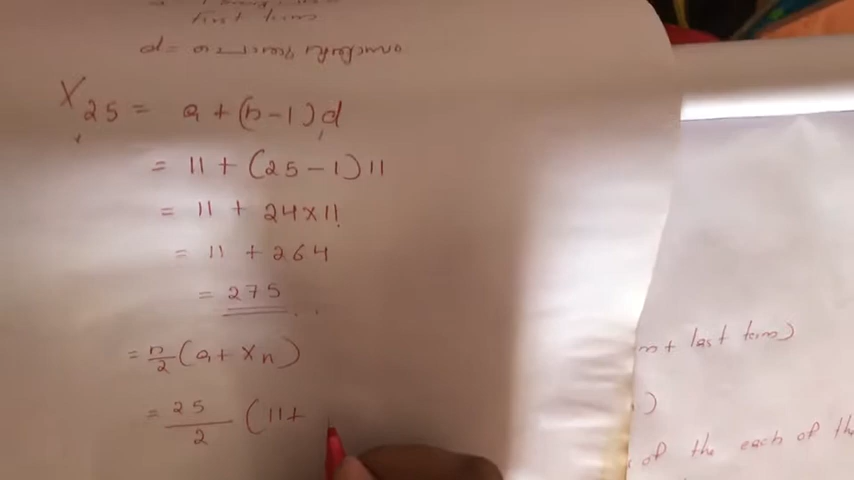 first term
d =
X25 = a + (n-1)d
= 11 + (25-1)11
= 11 + 24×11
= 11 + 264
= 275
= n/2 (a + Xn)
= 25/2 (11+
+ last term)
)
of the each of the